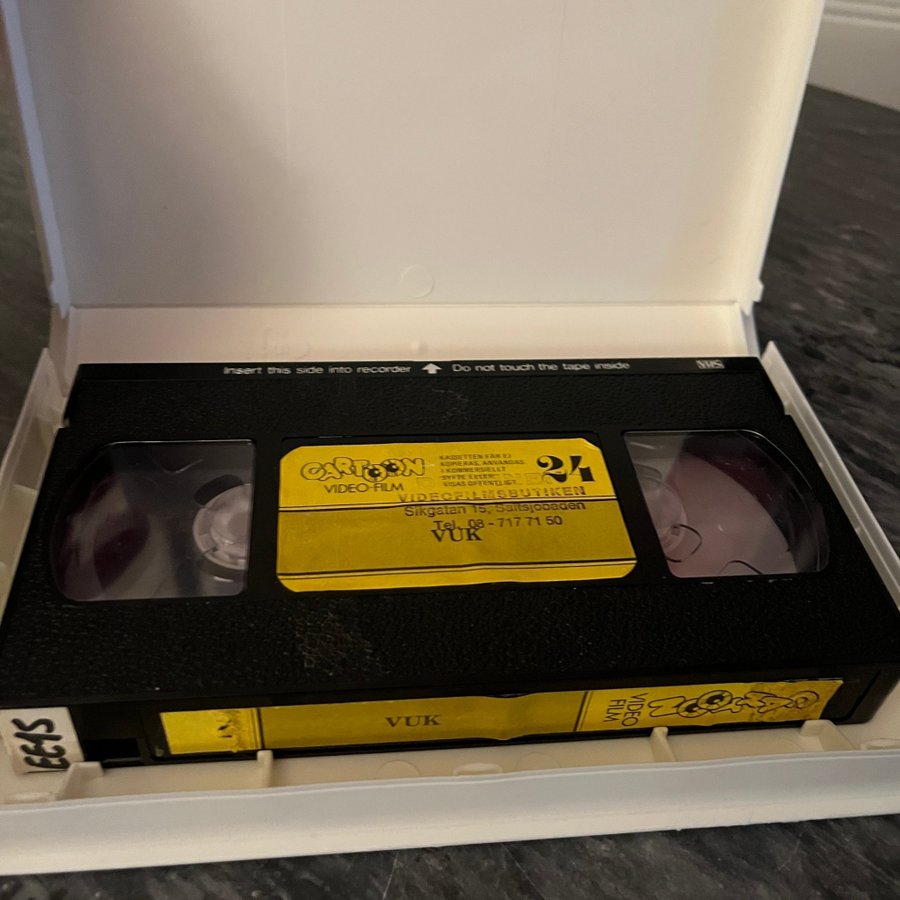 Insert this side into recorder Do not touch the tape inside VHS
CARTOON
VIDEO-FILM
KASSETTEN FÅR EJ
KOPIERAS, ANVÄNDAS
I KOMMERSIELLT
SYFTE ELLER
VISAS OFFENTLIGT
24
VIDEOFILMSBUTIKEN
Sikgatan 15, Saltsjöbaden
Tel. 08 - 717 71 50
VUK
VUK
CARTOON
VIDEO
FILM